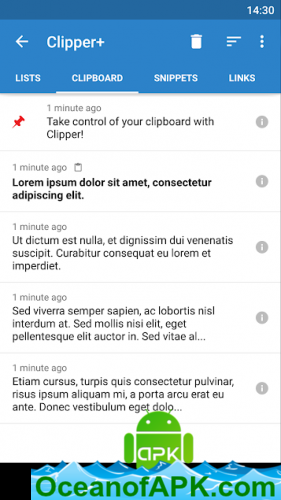 14:30
Clipper+
LISTS CLIPBOARD SNIPPETS LINKS
1 minute ago
Take control of your clipboard with
Clipper!
1 minute ago
Lorem ipsum dolor sit amet, consectetur
adipiscing elit.
1 minute ago
Ut dictum est nulla, et dignissim dui venenatis
suscipit. Curabitur consequat eu lorem et
imperdiet.
1 minute ago
Sed viverra semper sapien, ac lobortis nisl
interdum at. Sed mollis nisi elit, eget
pellentesque elit auctor in. Sed vitae al...
1 minute ago
Etiam cursus, turpis quis consectetur pulvinar,
risus ipsum aliquam mi, a porta arcu erat eu
ante. Donec vestibulum eget dolo...
APK
OceanofAPK.com